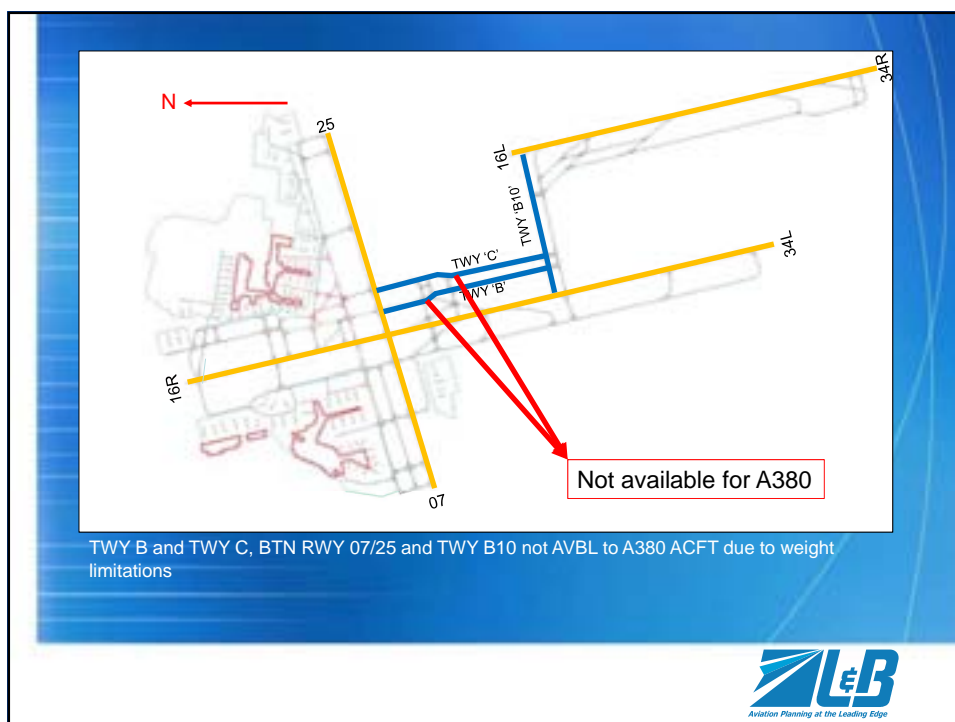 34R
N
25
16L
TWY 'B10'
TWY 'C'
34L
TWY 'B'
16R
Not available for A380
07
TWY B and TWY C, BTN RWY 07/25 and TWY B10 not AVBL to A380 ACFT due to weight
limitations
L&B
Aviation Planning at the Leading Edge